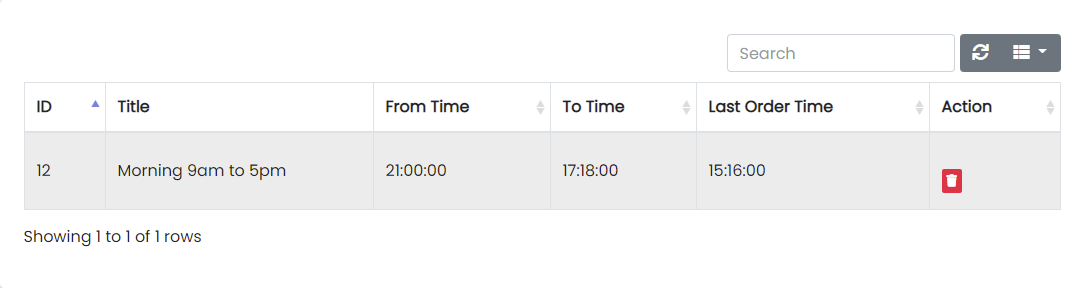 Search
ID Title From Time To Time Last Order Time Action
12 Morning 9am to 5pm 21:00:00 17:18:00 15:16:00
Showing 1 to 1 of 1 rows